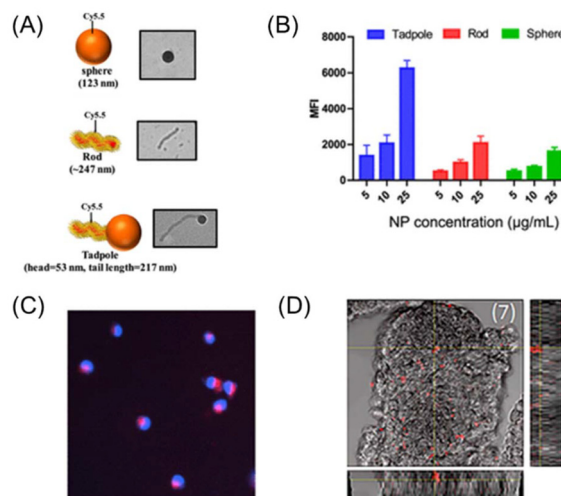 (A)
Cy5.5
sphere
(123 nm)
Cy5.5
Rod
(~247 nm)
Cy5.5
Tadpole
(head=53 nm, tail length=217 nm)
(B)
Tadpole Rod Sphere
8000
6000
4000
2000
0
MFI
5 10 25 5 10 25 5 10 25
NP concentration (µg/mL)
(C)
(D)
(7)